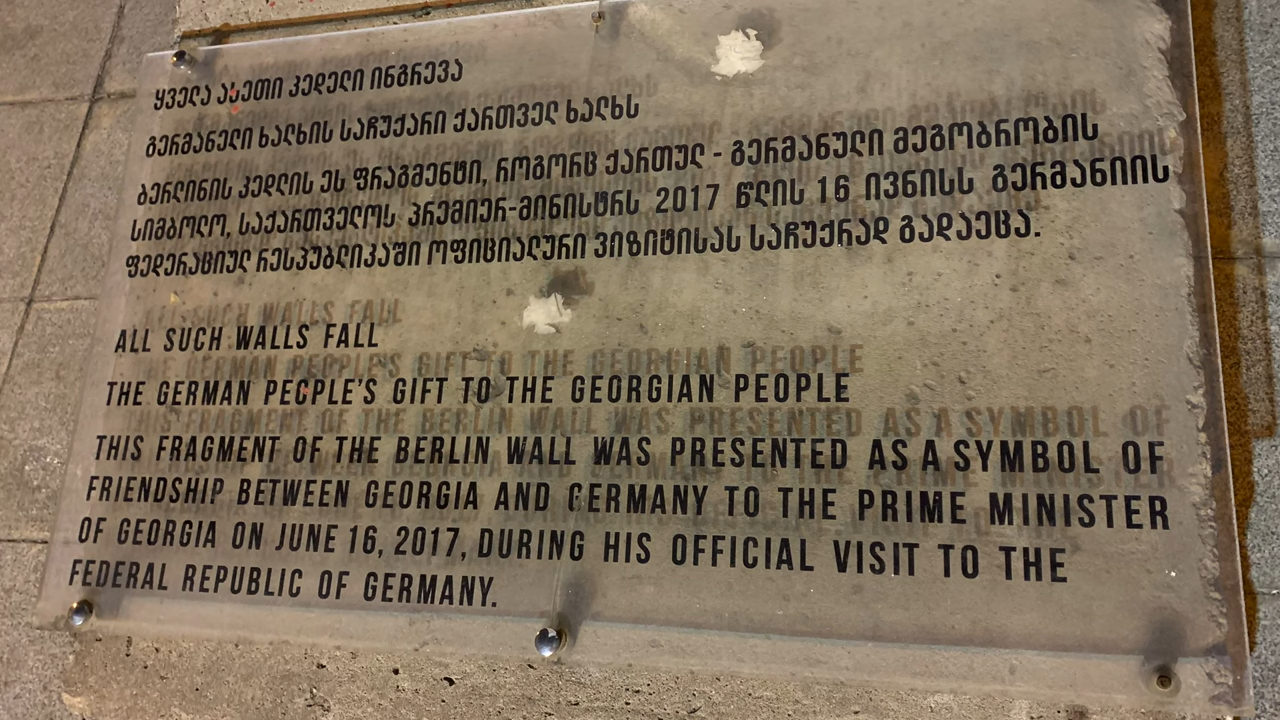 ყველა ასეთი კედელი ინგრევა
გერმანელი ხალხის საჩუქარი ქართველ ხალხს
ბერლინის კედლის ეს ფრაგმენტი, როგორც ქართულ - გერმანული მეგობრობის
სიმბოლო, საქართველოს პრემიერ-მინისტრს 2017 წლის 16 ივნისს გერმანიის
ფედერაციულ რესპუბლიკაში ოფიციალური ვიზიტისას საჩუქრად გადაეცა.
ALL SUCH WALLS FALL
THE GERMAN PEOPLE'S GIFT TO THE GEORGIAN PEOPLE
THIS FRAGMENT OF THE BERLIN WALL WAS PRESENTED AS A SYMBOL OF
FRIENDSHIP BETWEEN GEORGIA AND GERMANY TO THE PRIME MINISTER
OF GEORGIA ON JUNE 16, 2017, DURING HIS OFFICIAL VISIT TO THE
FEDERAL REPUBLIC OF GERMANY.